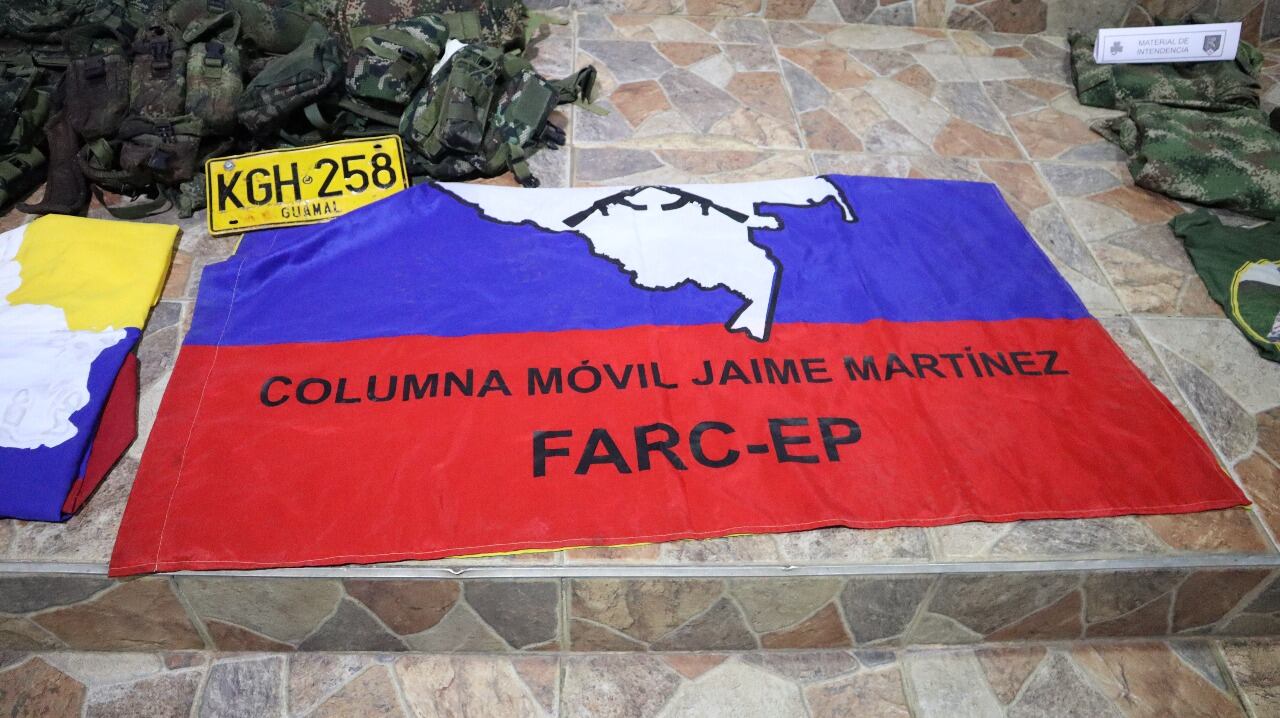 MATERIAL DE
INTENDENCIA
KGH 258
GUAMAL
COLUMNA MÓVIL JAIME MARTÍNEZ
FARC-EP